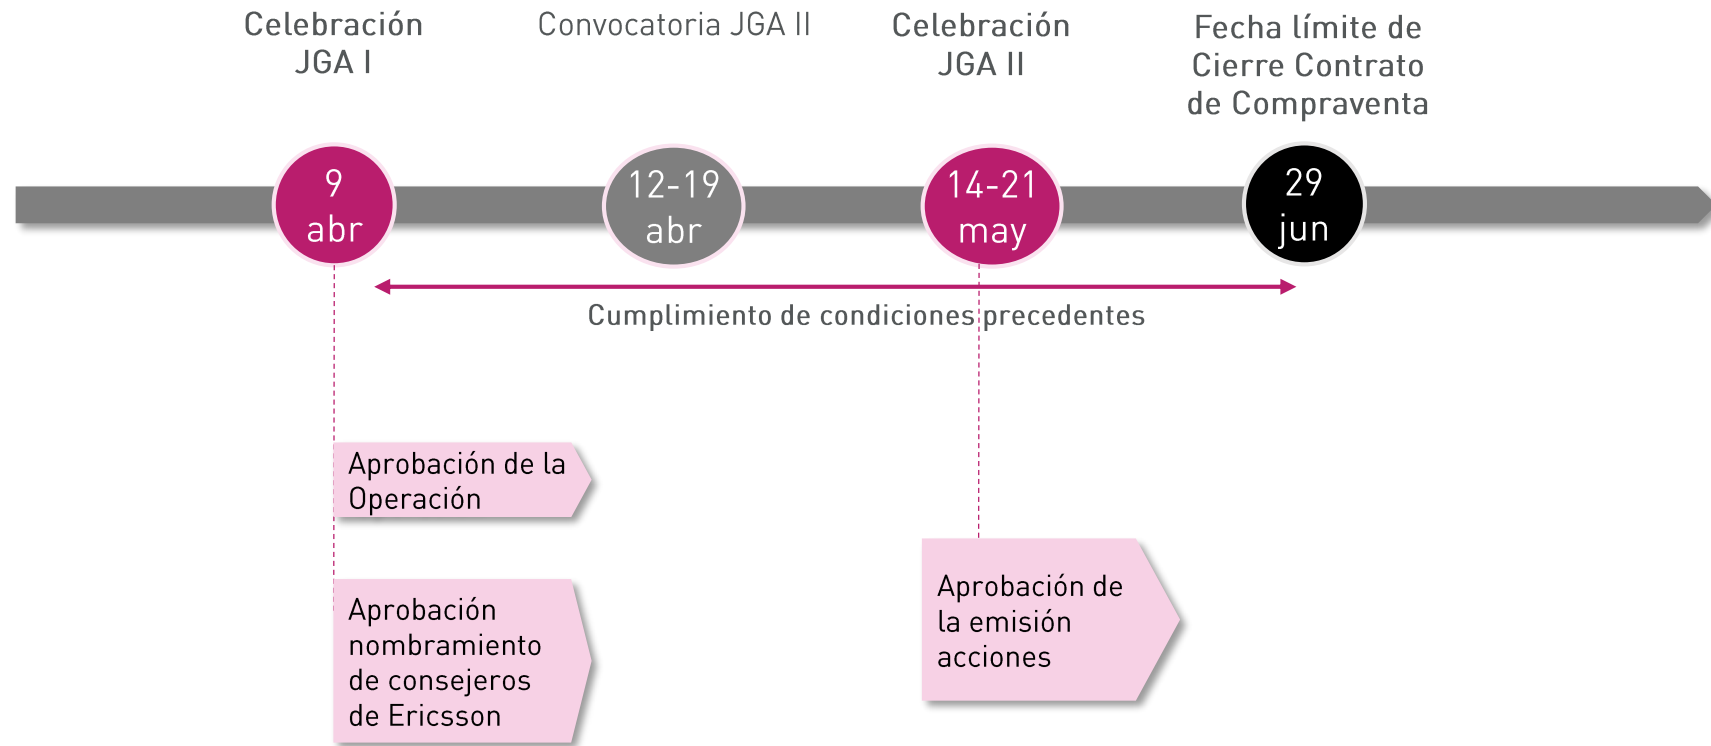 Celebración
JGA I
Convocatoria JGA II
Celebración
JGA II
Fecha límite de
Cierre Contrato
de Compraventa
9
abr
12-19
abr
14-21
may
29
jun
Cumplimiento de condiciones precedentes
Aprobación de la
Operación
Aprobación
nombramiento
de consejeros
de Ericsson
Aprobación de
la emisión
acciones